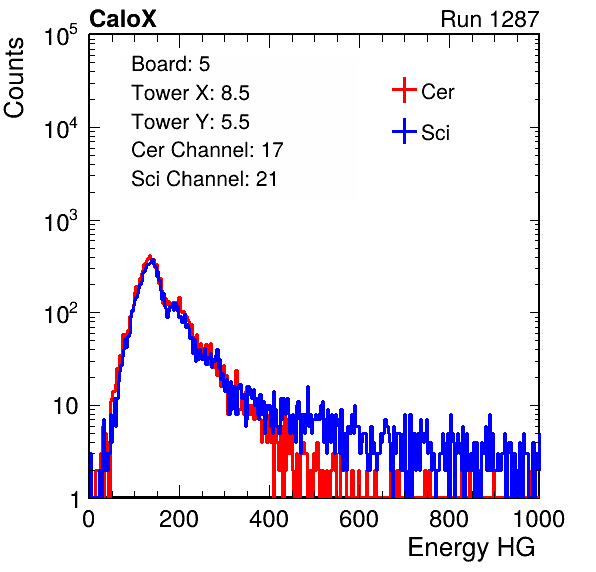 CaloX Run 1287
Board: 5
Tower X: 8.5
Tower Y: 5.5
Cer Channel: 17
Sci Channel: 21
Cer
Sci
Counts
10^5
10^4
10^3
10^2
10
1
0 200 400 600 800 1000
Energy HG